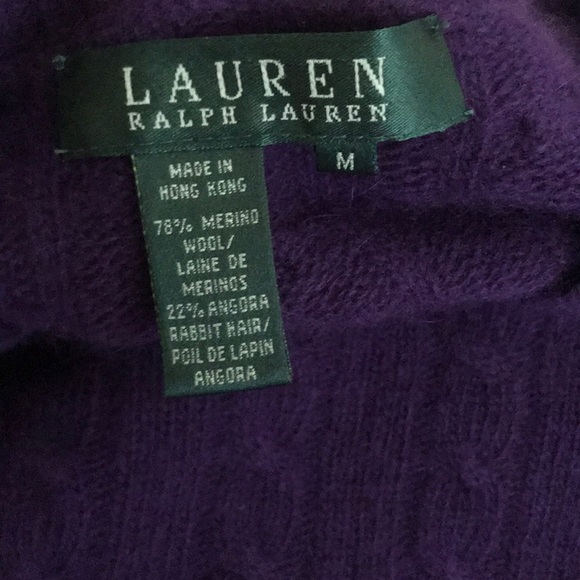 LAUREN
RALPH LAUREN
M
MADE IN
HONG KONG
78% MERINO
WOOL/
LAINE DE
MERINOS
22% ANGORA
RABBIT HAIR/
POIL DE LAPIN
ANGORA